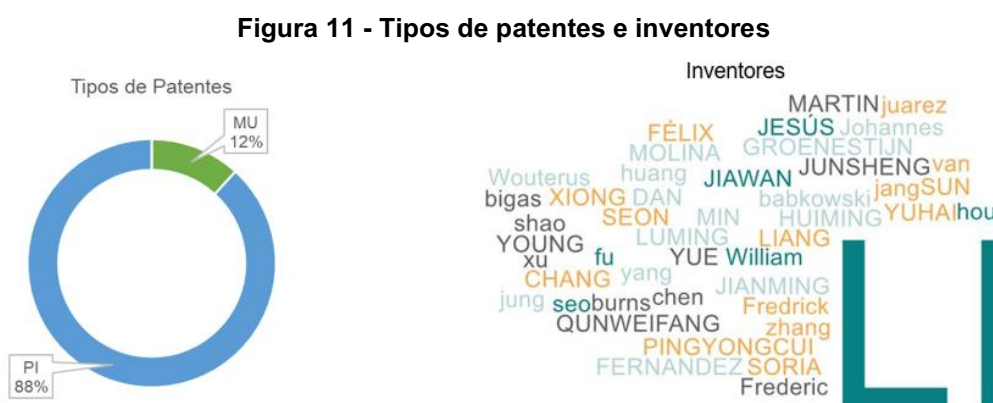 Figura 11 - Tipos de patentes e inventores
Tipos de Patentes
MU
12%
PI
88%
Inventores
MARTIN juarez
FÉLIX JESÚS Johannes
MOLINA GROENESTIJN
Wouterus huang JIAWAN JUNSHENG van
bigas XIONG DAN babkowski jang SUN
shao SEON MIN HUIMING YUHAI hou
YOUNG LUMING LIANG
xu fu YUE William
CHANG yang JIANMING
jung seo burns chen Fredrick
QUNWEIFANG zhang
PINGYONGCUI
FERNANDEZ SORIA
Frederic